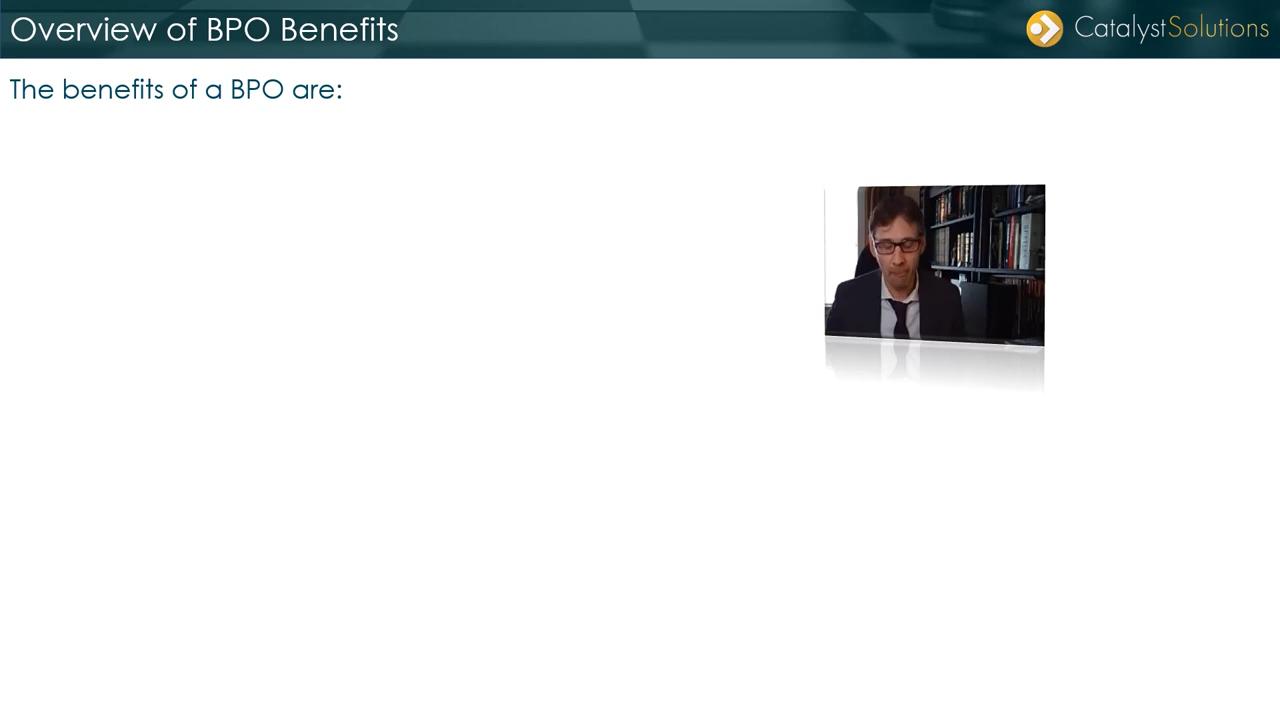 Overview of BPO Benefits
CatalystSolutions
The benefits of a BPO are: